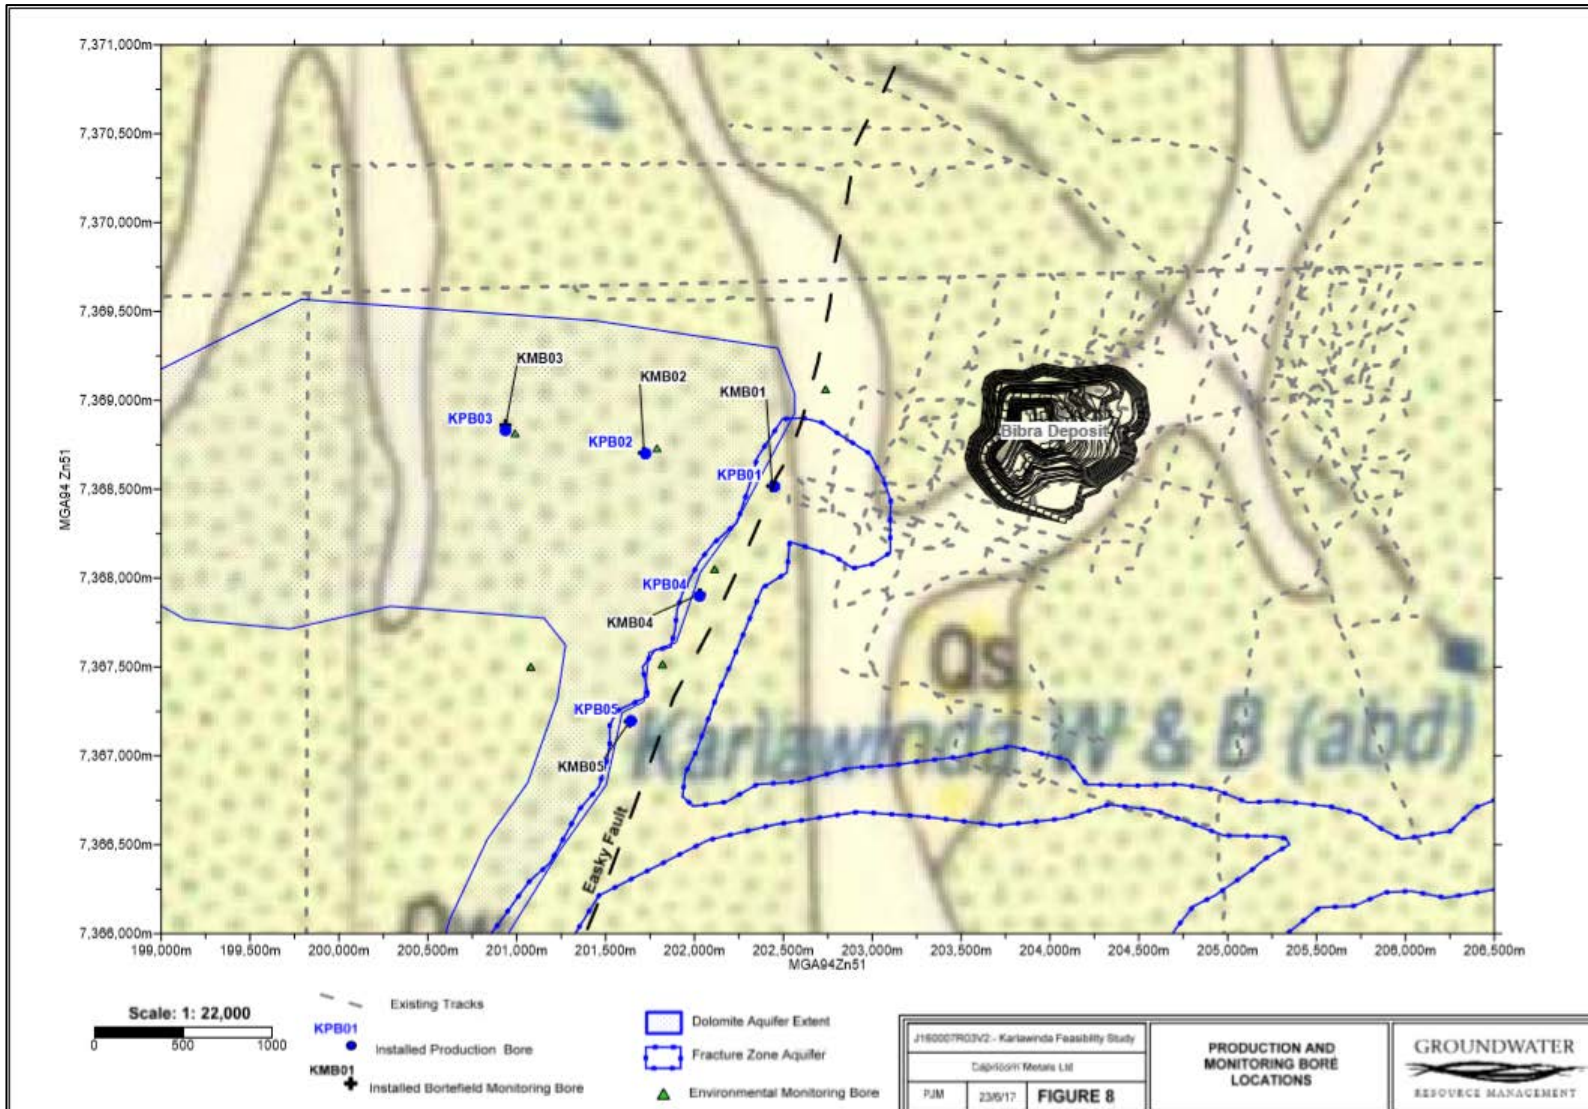 7,371,000m
7,370,500m
7,370,000m
7,369,500m
7,369,000m
7,368,500m
7,368,000m
7,367,500m
7,367,000m
7,366,500m
7,366,000m
MGA94 Zn51
KMB03
KMB02
KMB01
KPB03
KPB02
KPB01
Bibra Deposit
KPB04
KMB04
KPB05
KMB05
Qs
Karlawinda W & B (abd)
Easky Fault
199,000m
199,500m
200,000m
200,500m
201,000m
201,500m
202,000m
202,500m
203,000m
203,500m
204,000m
204,500m
205,000m
205,500m
206,000m
206,500m
MGA94Zn51
Scale: 1: 22,000
0 500 1000
Existing Tracks
KPB01
Installed Production Bore
KMB01
Installed Bortefield Monitoring Bore
Dolomite Aquifer Extent
Fracture Zone Aquifer
Environmental Monitoring Bore
J160007R03V2:- Karlawinda Feasibility Study
Capricorn Metals Ltd
PJM
23/6/17
FIGURE 8
PRODUCTION AND
MONITORING BORE
LOCATIONS
GROUNDWATER
RESOURCE MANAGEMENT